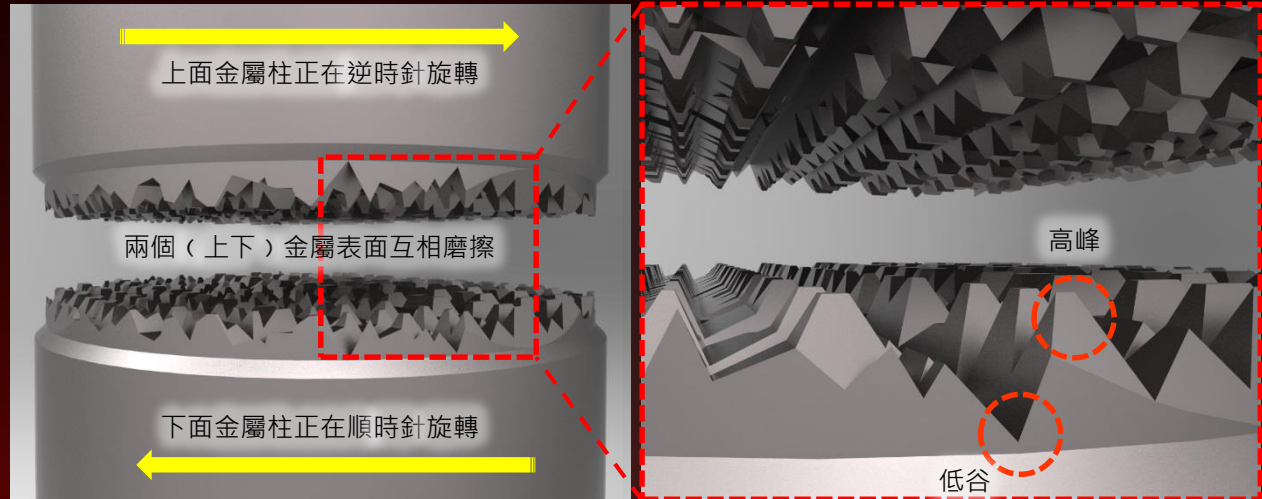 上面金屬柱正在逆時針旋轉
兩個（上下）金屬表面互相磨擦
下面金屬柱正在順時針旋轉
高峰
低谷